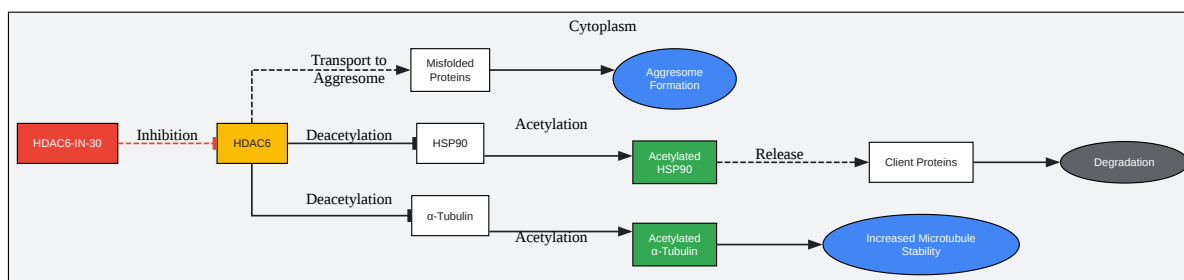 Cytoplasm
Transport to
Aggresome
Misfolded
Proteins
Aggresome
Formation
HDAC6-IN-30
Inhibition
HDAC6
Deacetylation
HSP90
Acetylation
Acetylated
HSP90
Release
Client Proteins
Degradation
Deacetylation
α-Tubulin
Acetylation
Acetylated
α-Tubulin
Increased Microtubule
Stability